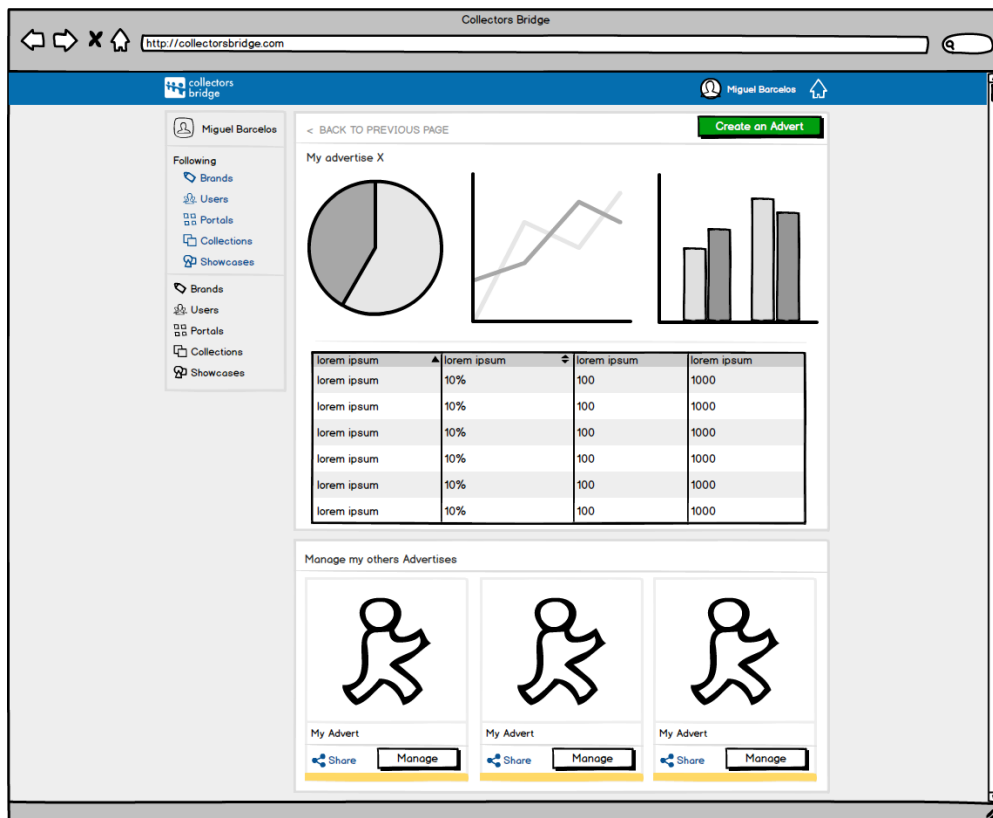 Collectors Bridge
http://collectorsbridge.com
collectors
bridge
Miguel Barcelos
Miguel Barcelos
Following
Brands
Users
Portals
Collections
Showcases
Brands
Users
Portals
Collections
Showcases
< BACK TO PREVIOUS PAGE
Create an Advert
My advertise X
lorem ipsum lorem ipsum lorem ipsum lorem ipsum
lorem ipsum 10% 100 1000
lorem ipsum 10% 100 1000
lorem ipsum 10% 100 1000
lorem ipsum 10% 100 1000
lorem ipsum 10% 100 1000
lorem ipsum 10% 100 1000
Manage my others Advertises
My Advert My Advert My Advert
Share Manage Share Manage Share Manage